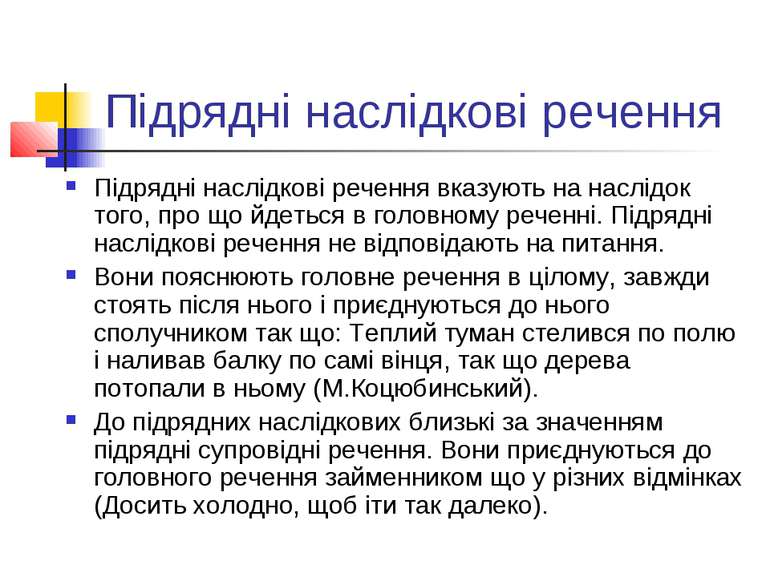 Підрядні наслідкові речення
Підрядні наслідкові речення вказують на наслідок
того, про що йдеться в головному реченні. Підрядні
наслідкові речення не відповідають на питання.
Вони пояснюють головне речення в цілому, завжди
стоять після нього і приєднуються до нього
сполучником так що: Теплий туман стелився по полю
і наливав балку по самі вінця, так що дерева
потопали в ньому (М.Коцюбинський).
До підрядних наслідкових близькі за значенням
підрядні супровідні речення. Вони приєднуються до
головного речення займенником що у різних відмінках
(Досить холодно, щоб іти так далеко).